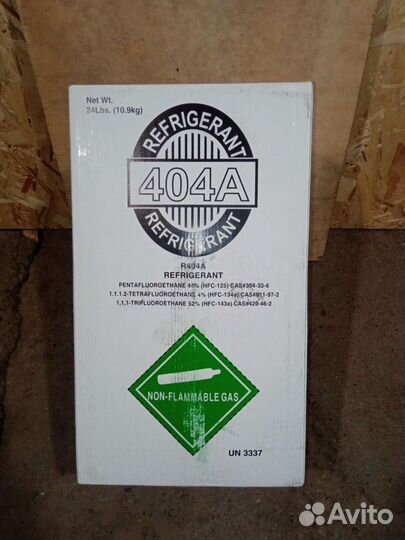 Net Wt.
24Lbs. (10.9kg)
REFRIGERANT
404A
REFRIGERANT
R404A
REFRIGERANT
PENTAFLUOROETHANE 44% (HFC-125) CAS#354-33-6
1,1,1,2-TETRAFLUOROETHANE 4% (HFC-134a) CAS#811-97-2
1,1,1-TRIFLUOROETHANE 52% (HFC-143a) CAS#420-46-2
NON-FLAMMABLE GAS
UN 3337
Avito